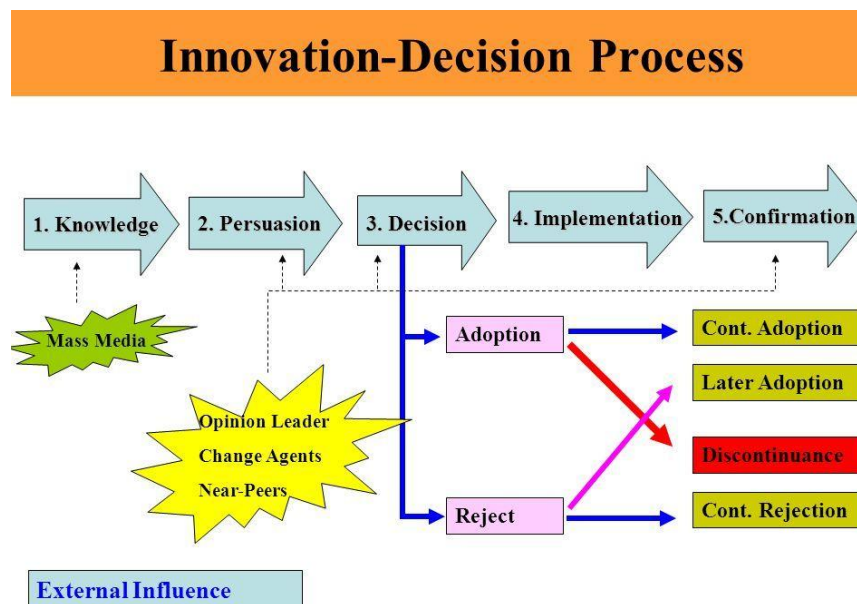 Innovation-Decision Process
1. Knowledge
2. Persuasion
3. Decision
4. Implementation
5.Confirmation
Mass Media
Opinion Leader
Change Agents
Near-Peers
Adoption
Reject
Cont. Adoption
Later Adoption
Discontinuance
Cont. Rejection
External Influence